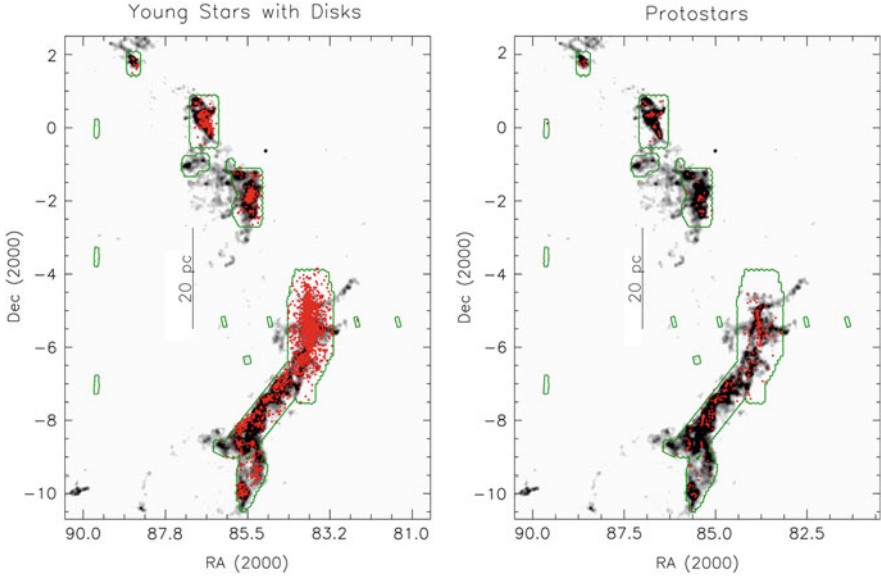 Young Stars with Disks
Protostars
Dec (2000)
2
0
−2
−4
−6
−8
−10
20 pc
90.0 87.8 85.5 83.2 81.0
RA (2000)
Dec (2000)
2
0
−2
−4
−6
−8
−10
20 pc
90.0 87.5 85.0 82.5
RA (2000)